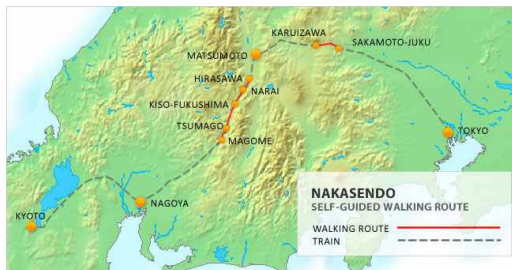 KARUIZAWA
SAKAMOTO-JUKU
MATSUMOTO
HIRASAWA
NARAI
KISO-FUKUSHIMA
TSUMAGO
MAGOME
TOKYO
NAGOYA
KYOTO
NAKASENDO
SELF-GUIDED WALKING ROUTE
WALKING ROUTE
TRAIN